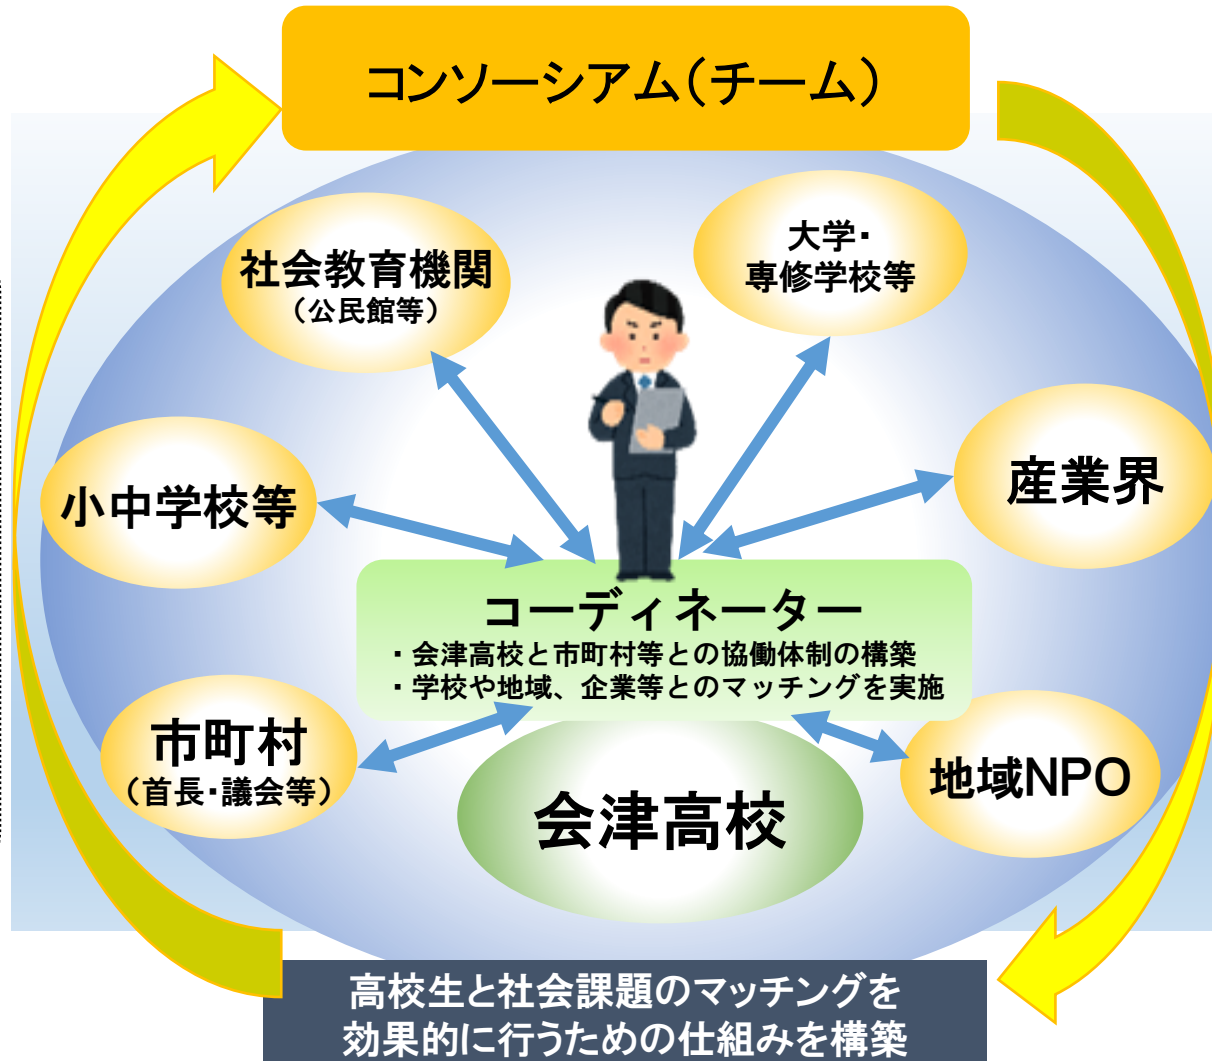 コンソーシアム(チーム)
社会教育機関
(公民館等)
大学・
専修学校等
小中学校等
産業界
コーディネーター
・会津高校と市町村等との協働体制の構築
・学校や地域、企業等とのマッチングを実施
市町村
(首長・議会等)
会津高校
地域NPO
高校生と社会課題のマッチングを
効果的に行うための仕組みを構築